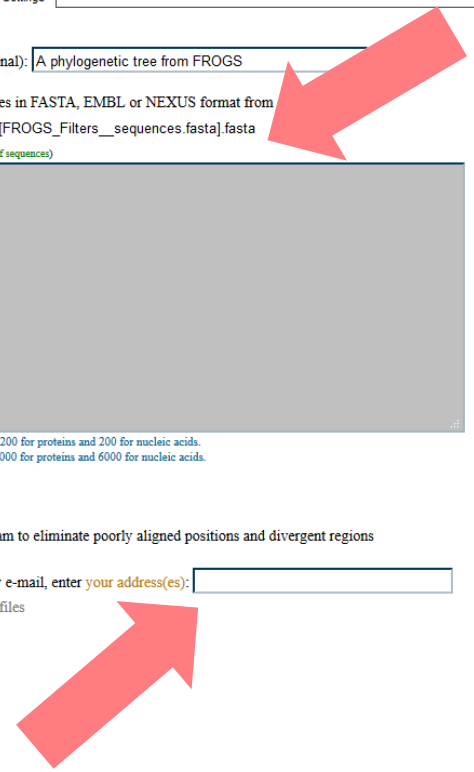 nal): A phylogenetic tree from FROGS
es in FASTA, EMBL or NEXUS format from
[FROGS_Filters__sequences.fasta].fasta
f sequences)
200 for proteins and 200 for nucleic acids.
000 for proteins and 6000 for nucleic acids.
am to eliminate poorly aligned positions and divergent regions
e-mail, enter your address(es):
files